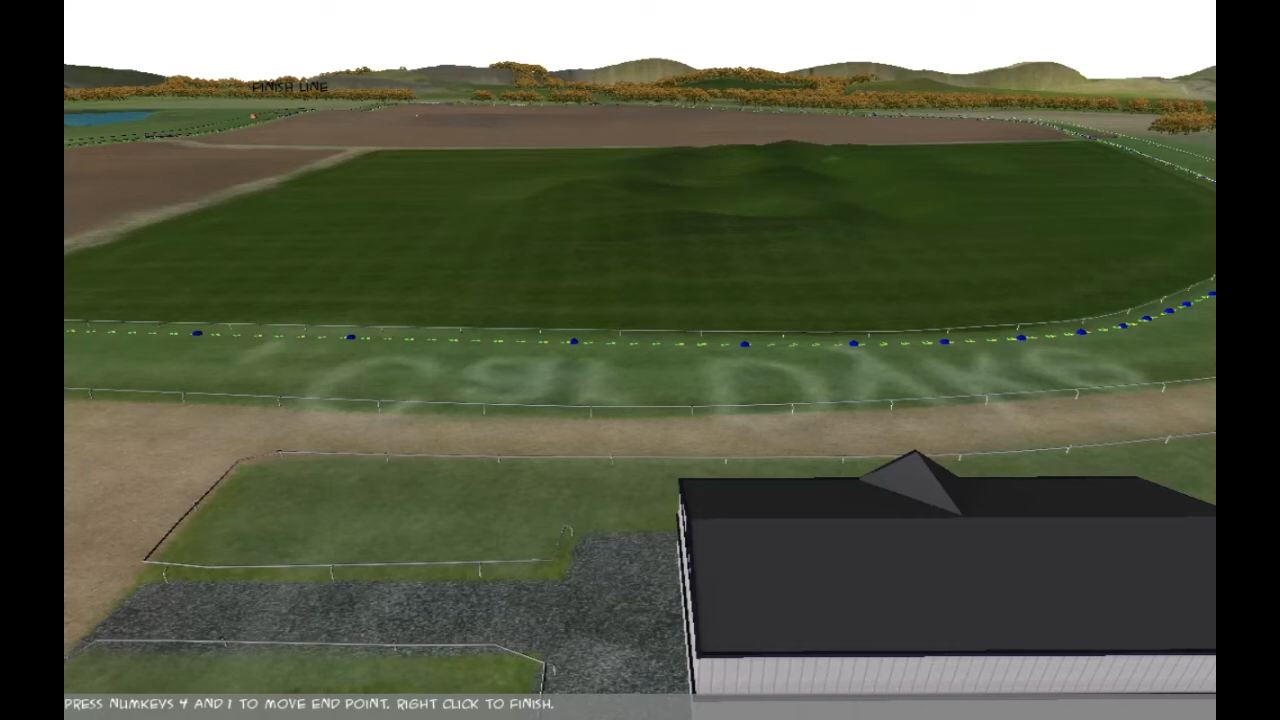 FINISH LINE
PRESS NUMKEYS 4 AND 1 TO MOVE END POINT. RIGHT CLICK TO FINISH.